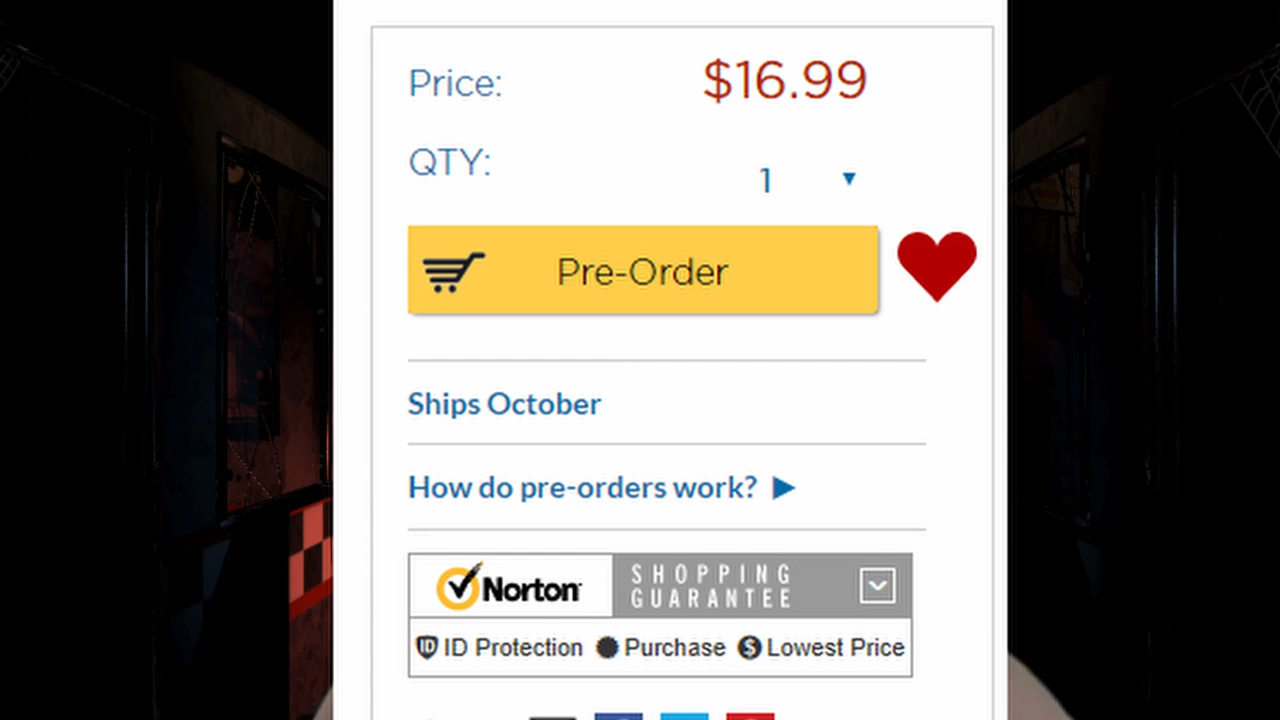 Price: $16.99
QTY: 1
Pre-Order
Ships October
How do pre-orders work?
Norton SHOPPING
GUARANTEE
ID ID Protection Purchase $ Lowest Price